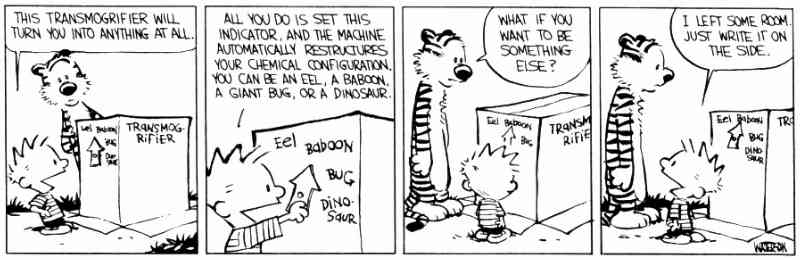 THIS TRANSMOGRIFIER WILL
TURN YOU INTO ANYTHING AT ALL.
Eel BABOON
BUG
DINO-
SAUR
TRANSMOG-
RIFIER
ALL YOU DO IS SET THIS
INDICATOR, AND THE MACHINE
AUTOMATICALLY RESTRUCTURES
YOUR CHEMICAL CONFIGURATION.
YOU CAN BE AN EEL, A BABOON,
A GIANT BUG, OR A DINOSAUR.
Eel
BABOON
BUG
DINO-
SAUR
WHAT IF YOU
WANT TO BE
SOMETHING
ELSE?
Eel BABOON
BUG
TRANSM
RIFIER
I LEFT SOME ROOM.
JUST WRITE IT ON
THE SIDE.
Eel BABOON
BUG
DINO-
SAUR
TR
WATTERSON